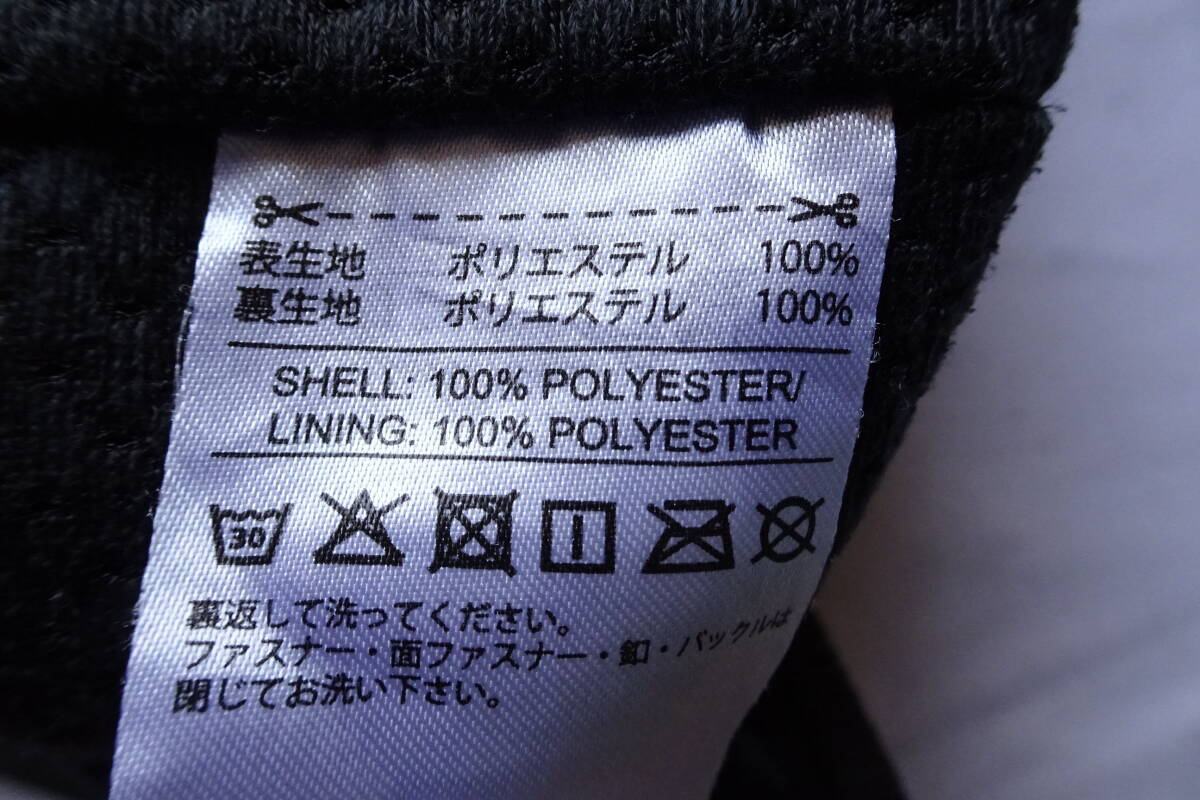 表生地 ポリエステル 100%
裏生地 ポリエステル 100%
SHELL: 100% POLYESTER/
LINING: 100% POLYESTER
30
裏返して洗ってください。
ファスナー・面ファスナー・釦・バックルは
閉じてお洗い下さい。